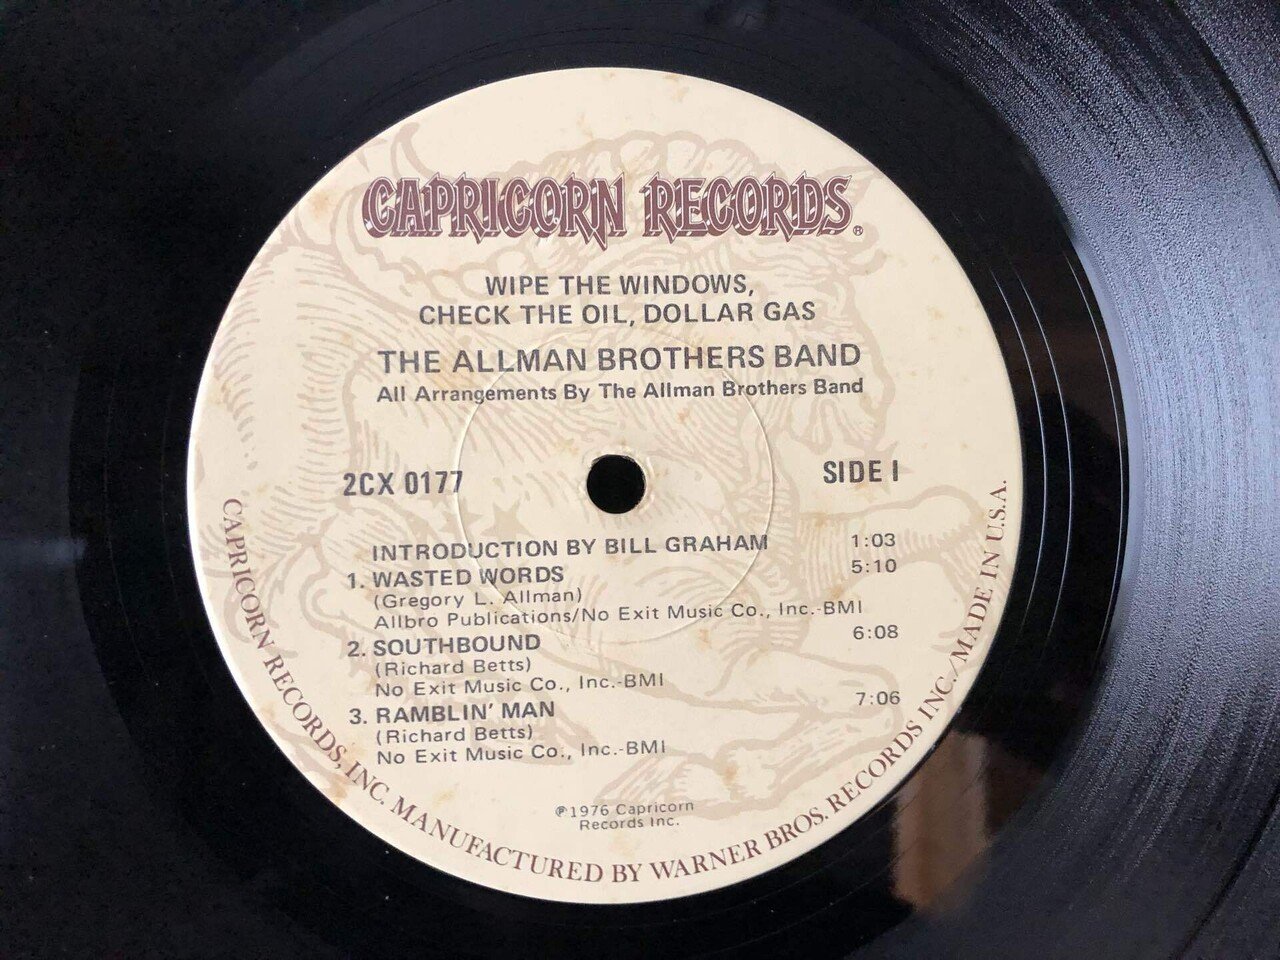 CAPRICORN RECORDS®
WIPE THE WINDOWS,
CHECK THE OIL, DOLLAR GAS
THE ALLMAN BROTHERS BAND
All Arrangements By The Allman Brothers Band
2CX 0177 SIDE I
INTRODUCTION BY BILL GRAHAM 1:03
1. WASTED WORDS 5:10
(Gregory L. Allman)
Allbro Publications/No Exit Music Co., Inc.-BMI
2. SOUTHBOUND 6:08
(Richard Betts)
No Exit Music Co., Inc.-BMI
3. RAMBLIN' MAN 7:06
(Richard Betts)
No Exit Music Co., Inc.-BMI
℗1976 Capricorn
Records Inc.
CAPRICORN RECORDS, INC. MANUFACTURED BY WARNER BROS. RECORDS INC./MADE IN U.S.A.